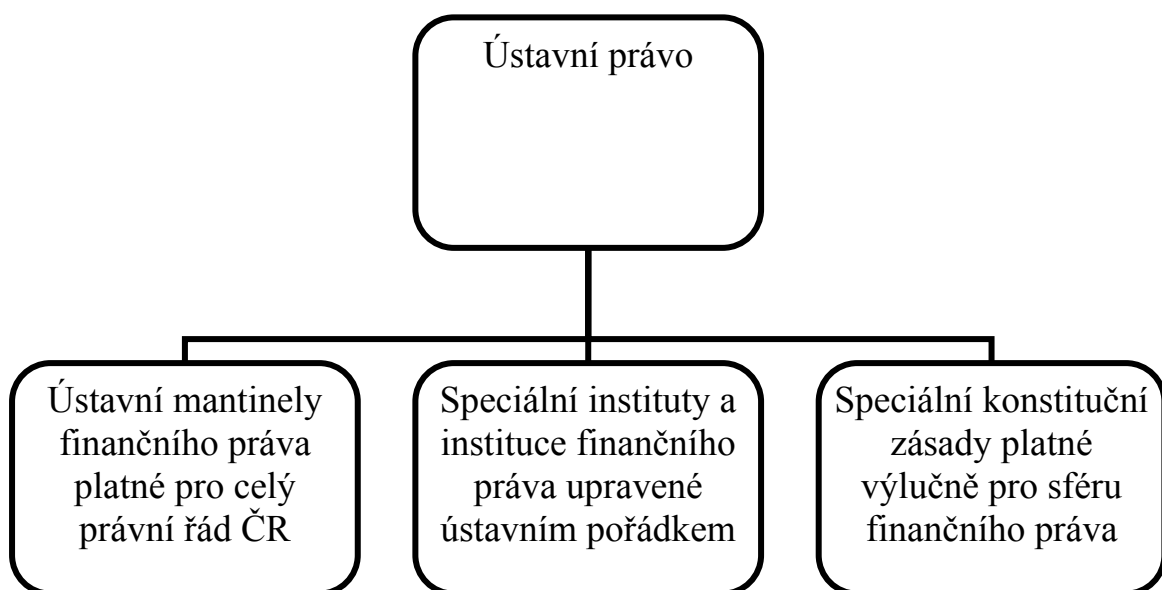 Ústavní právo
Ústavní mantinely
finančního práva
platné pro celý
právní řád ČR
Speciální instituty a
instituce finančního
práva upravené
ústavním pořádkem
Speciální konstituční
zásady platné
výlučně pro sféru
finančního práva